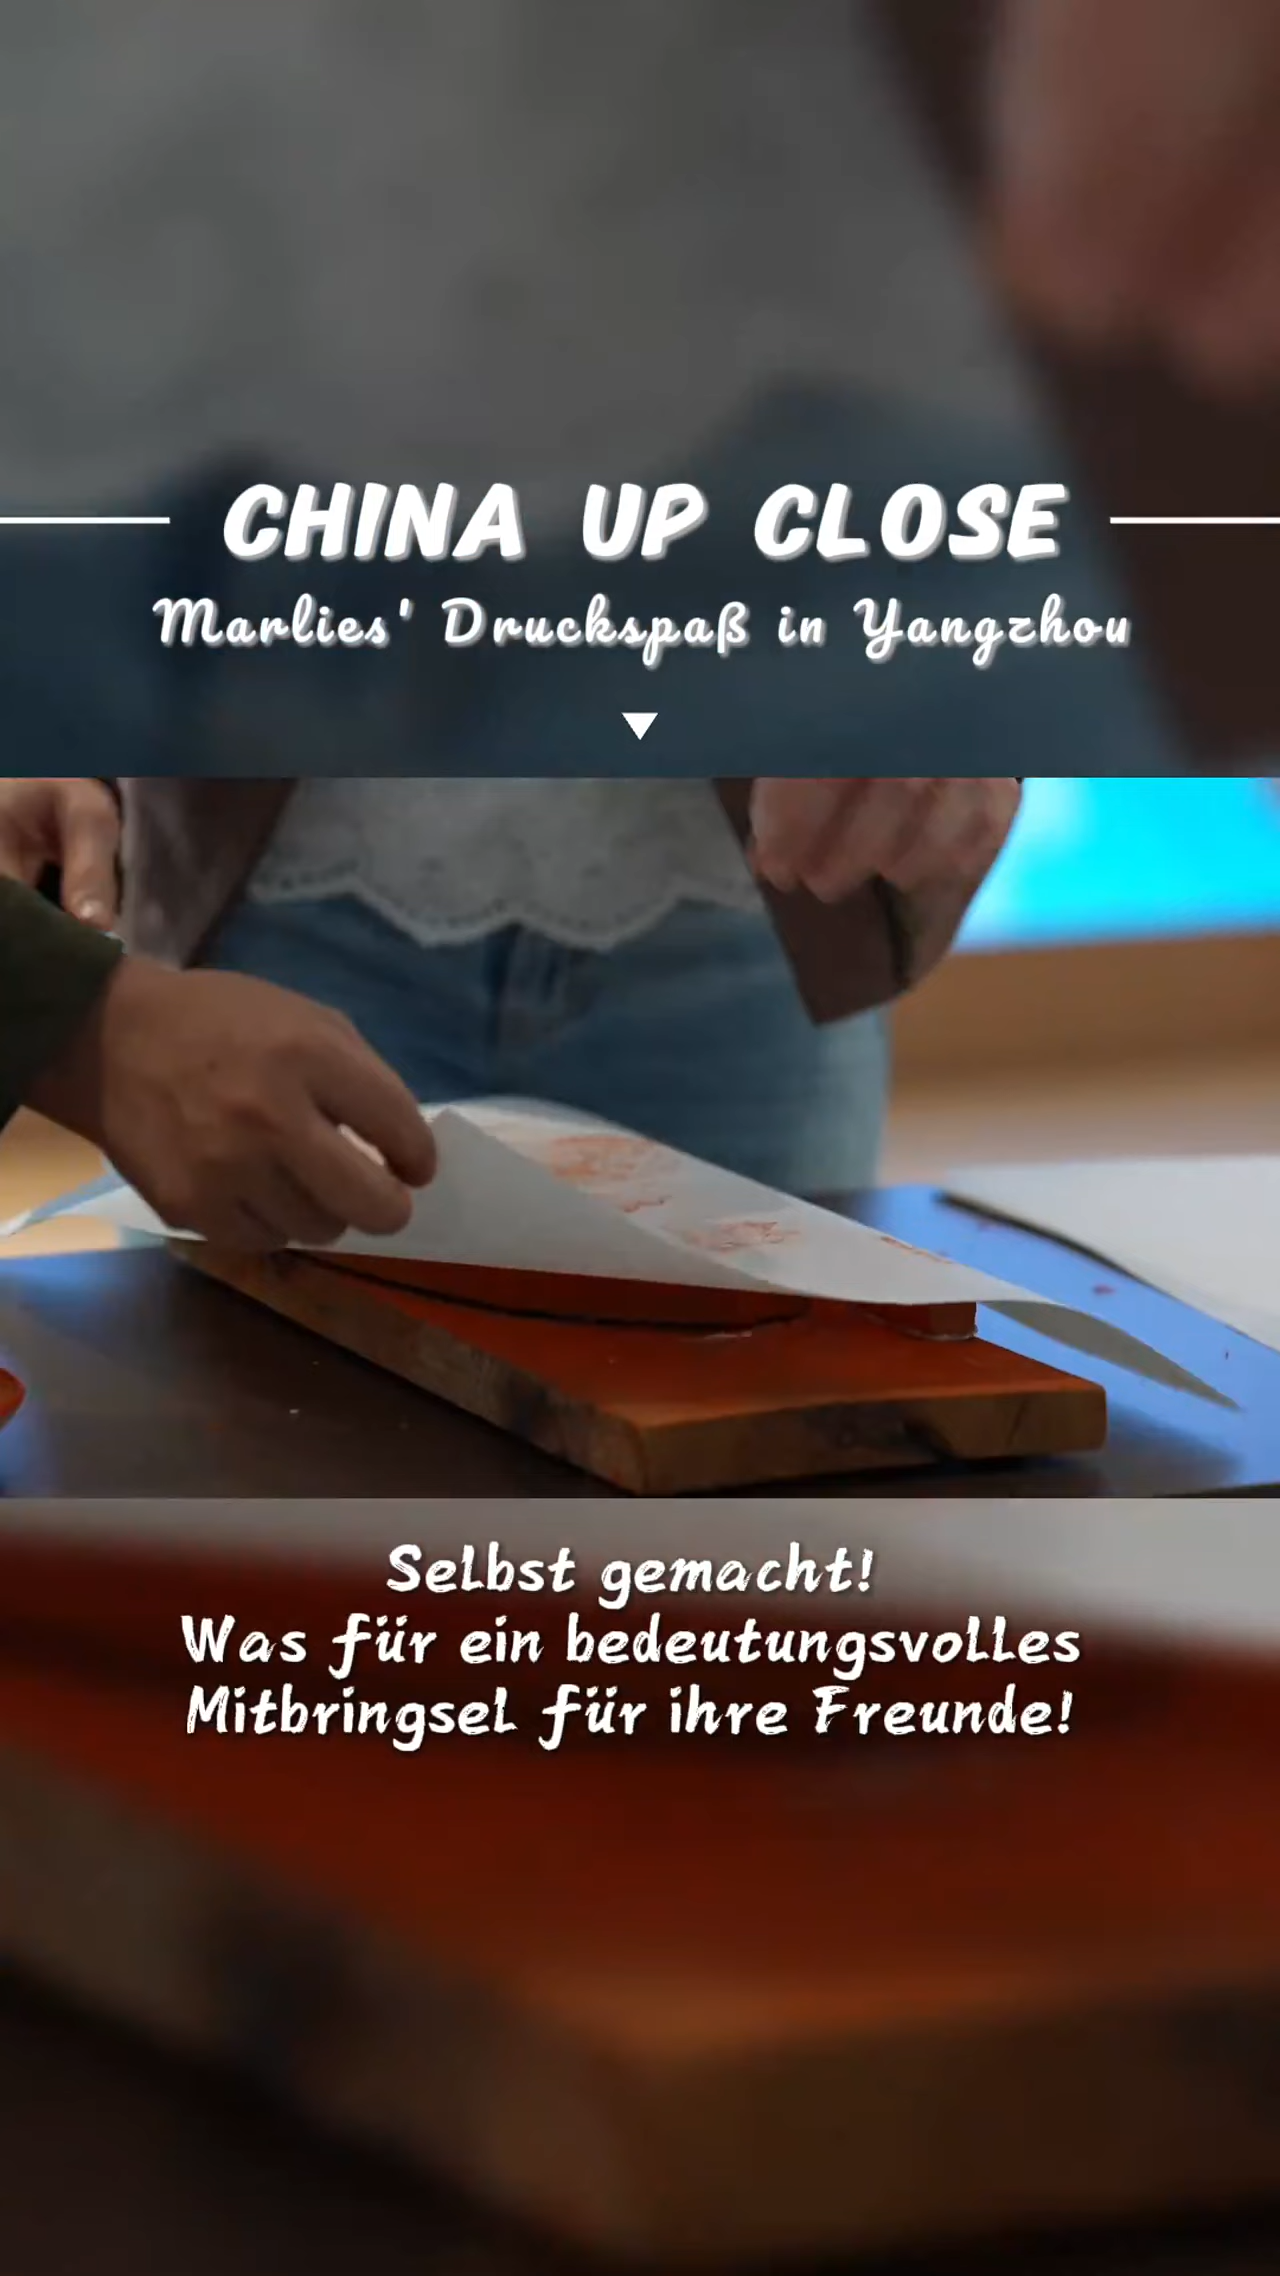 CHINA UP CLOSE
Marlies' Druckspaß in Yangzhou
Selbst gemacht!
Was für ein bedeutungsvolles
Mitbringsel für ihre Freunde!